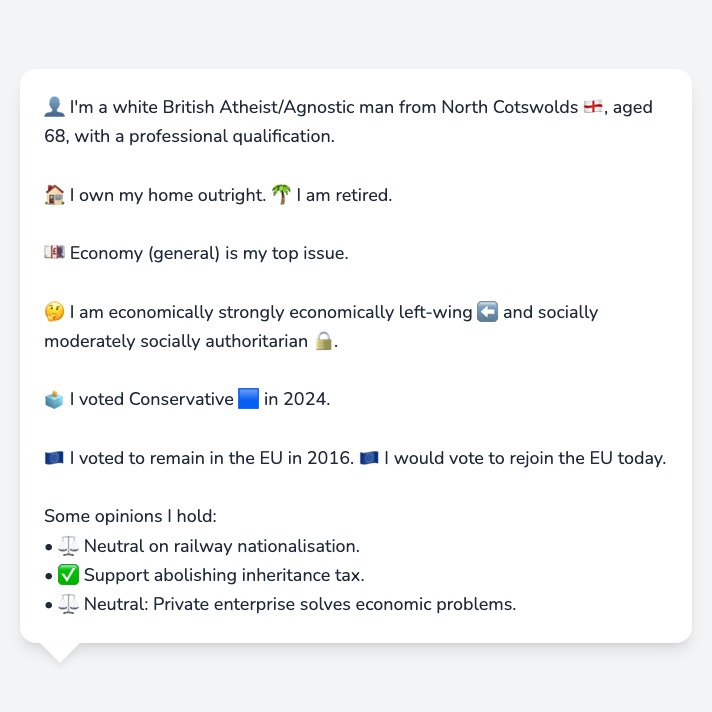 👤 I'm a white British Atheist/Agnostic man from North Cotswolds 🏴󠁧󠁢󠁥󠁮󠁧󠁿, aged
68, with a professional qualification.
🏠 I own my home outright. 🌴 I am retired.
💷 Economy (general) is my top issue.
🤔 I am economically strongly economically left-wing ⬅️ and socially
moderately socially authoritarian 🔒.
🗳️ I voted Conservative 🟦 in 2024.
🇪🇺 I voted to remain in the EU in 2016. 🇪🇺 I would vote to rejoin the EU today.
Some opinions I hold:
• ⚖️ Neutral on railway nationalisation.
• ✅ Support abolishing inheritance tax.
• ⚖️ Neutral: Private enterprise solves economic problems.